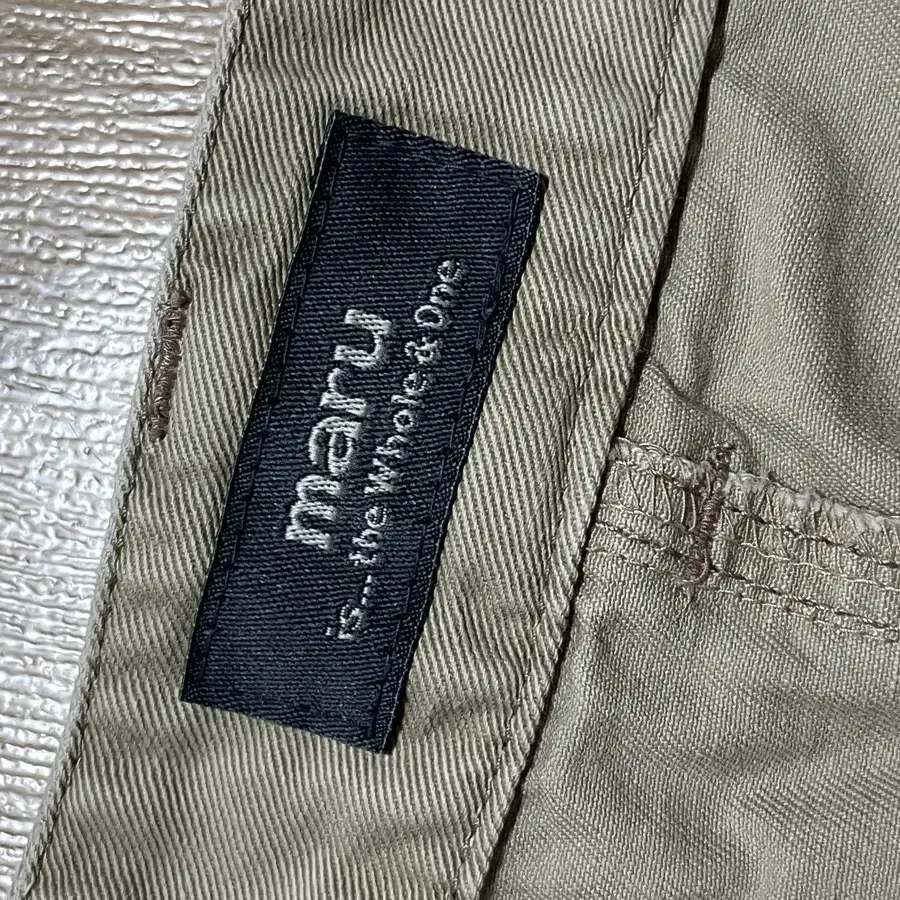 maru
is...the Whole & One